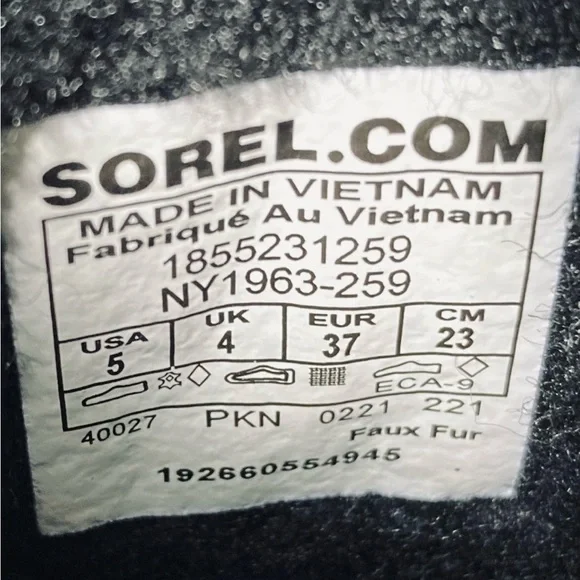 SOREL.COM
MADE IN VIETNAM
Fabriqué Au Vietnam
1855231259
NY1963-259
USA UK EUR CM
5 4 37 23
ECA-9
40027 PKN 0221 221
Faux Fur
192660554945